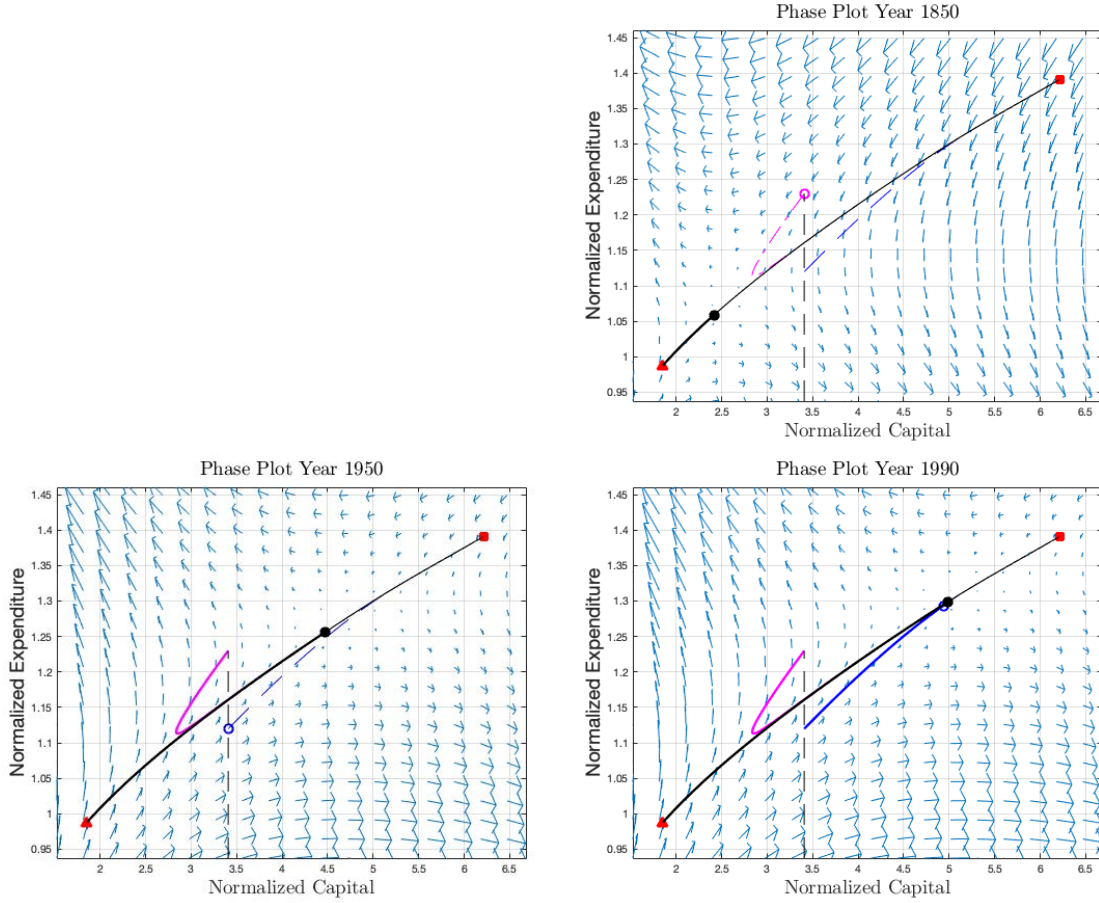 Phase Plot Year 1850
Normalized Expenditure
1.45
1.4
1.35
1.3
1.25
1.2
1.15
1.1
1.05
1
0.95
2 2.5 3 3.5 4 4.5 5 5.5 6 6.5
Normalized Capital
Phase Plot Year 1950
Normalized Expenditure
1.45
1.4
1.35
1.3
1.25
1.2
1.15
1.1
1.05
1
0.95
2 2.5 3 3.5 4 4.5 5 5.5 6 6.5
Normalized Capital
Phase Plot Year 1990
Normalized Expenditure
1.45
1.4
1.35
1.3
1.25
1.2
1.15
1.1
1.05
1
0.95
2 2.5 3 3.5 4 4.5 5 5.5 6 6.5
Normalized Capital